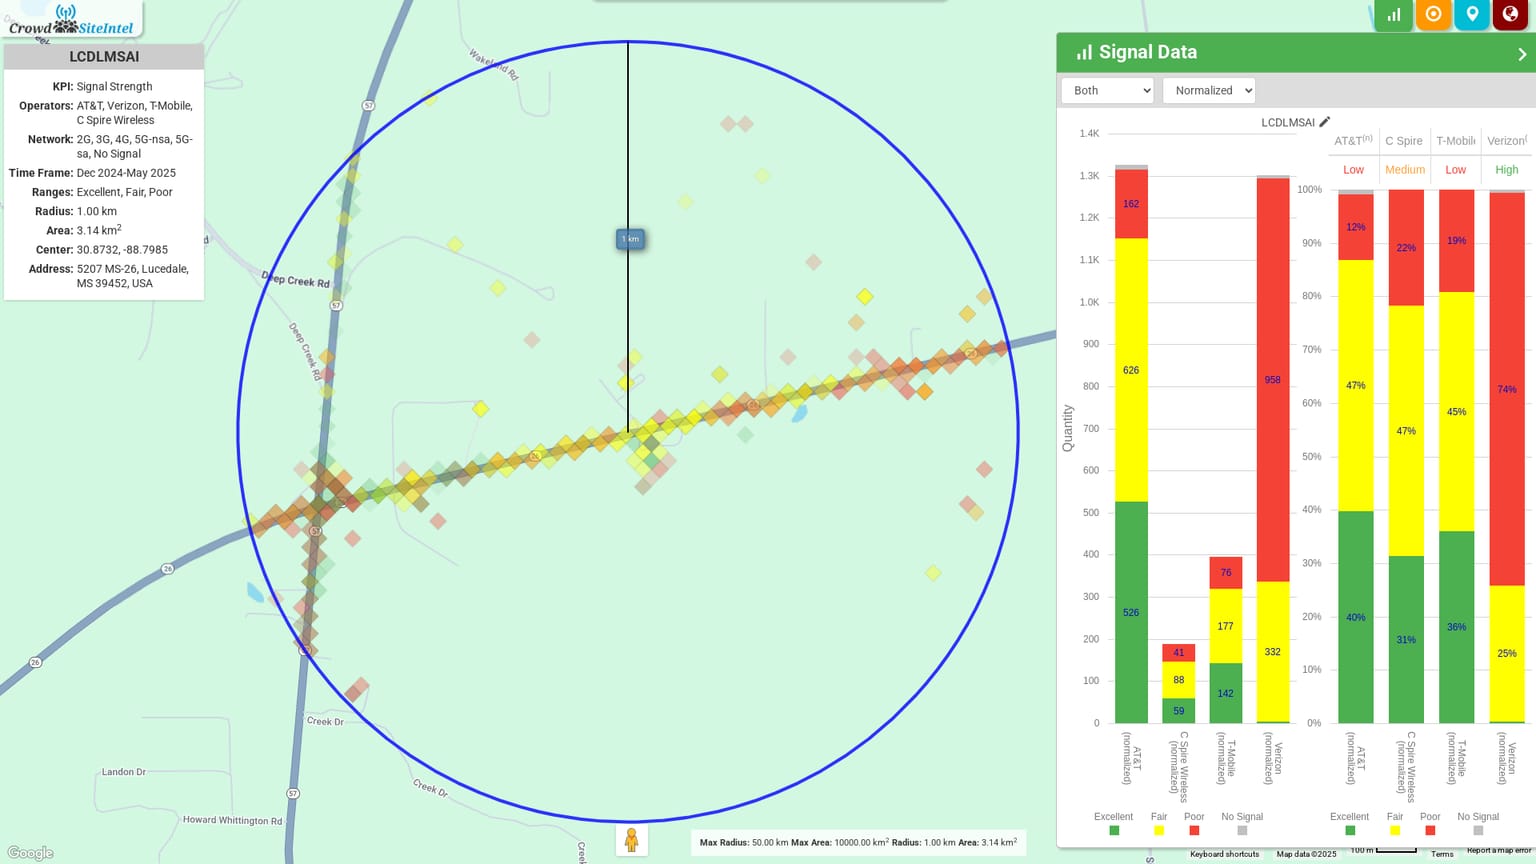 Crowd SiteIntel
LCDLMSAI
KPI: Signal Strength
Operators: AT&T, Verizon, T-Mobile,
C Spire Wireless
Network: 2G, 3G, 4G, 5G-nsa, 5G-
sa, No Signal
Time Frame: Dec 2024-May 2025
Ranges: Excellent, Fair, Poor
Radius: 1.00 km
Area: 3.14 km²
Center: 30.8732, -88.7985
Address: 5207 MS-26, Lucedale,
MS 39452, USA
Wakeland Rd
57
1 km
Deep Creek Rd
57
Deep Creek Rd
26
26
57
26
26
57
Creek Dr
Landon Dr
Creek Dr
57
Howard Whittington Rd
Creek
Google
Max Radius: 50.00 km Max Area: 10000.00 km² Radius: 1.00 km Area: 3.14 km²
Signal Data
Both
Normalized
LCDLMSAI
1.4K
1.3K
1.2K
1.1K
1.0K
900
800
700
600
500
400
300
200
100
0
Quantity
162
626
526
41
88
59
76
177
142
958
332
AT&T
(normalized)
C Spire Wireless
(normalized)
T-Mobile
(normalized)
Verizon
(normalized)
Excellent Fair Poor No Signal
AT&T(n) C Spire T-Mobile Verizon(
Low Medium Low High
100%
90%
80%
70%
60%
50%
40%
30%
20%
10%
0%
12%
47%
40%
22%
47%
31%
19%
45%
36%
74%
25%
AT&T
(normalized)
C Spire Wireless
(normalized)
T-Mobile
(normalized)
Verizon
(normalized)
Excellent Fair Poor No Signal
Keyboard shortcuts Map data ©2025 100 m Terms Report a map error